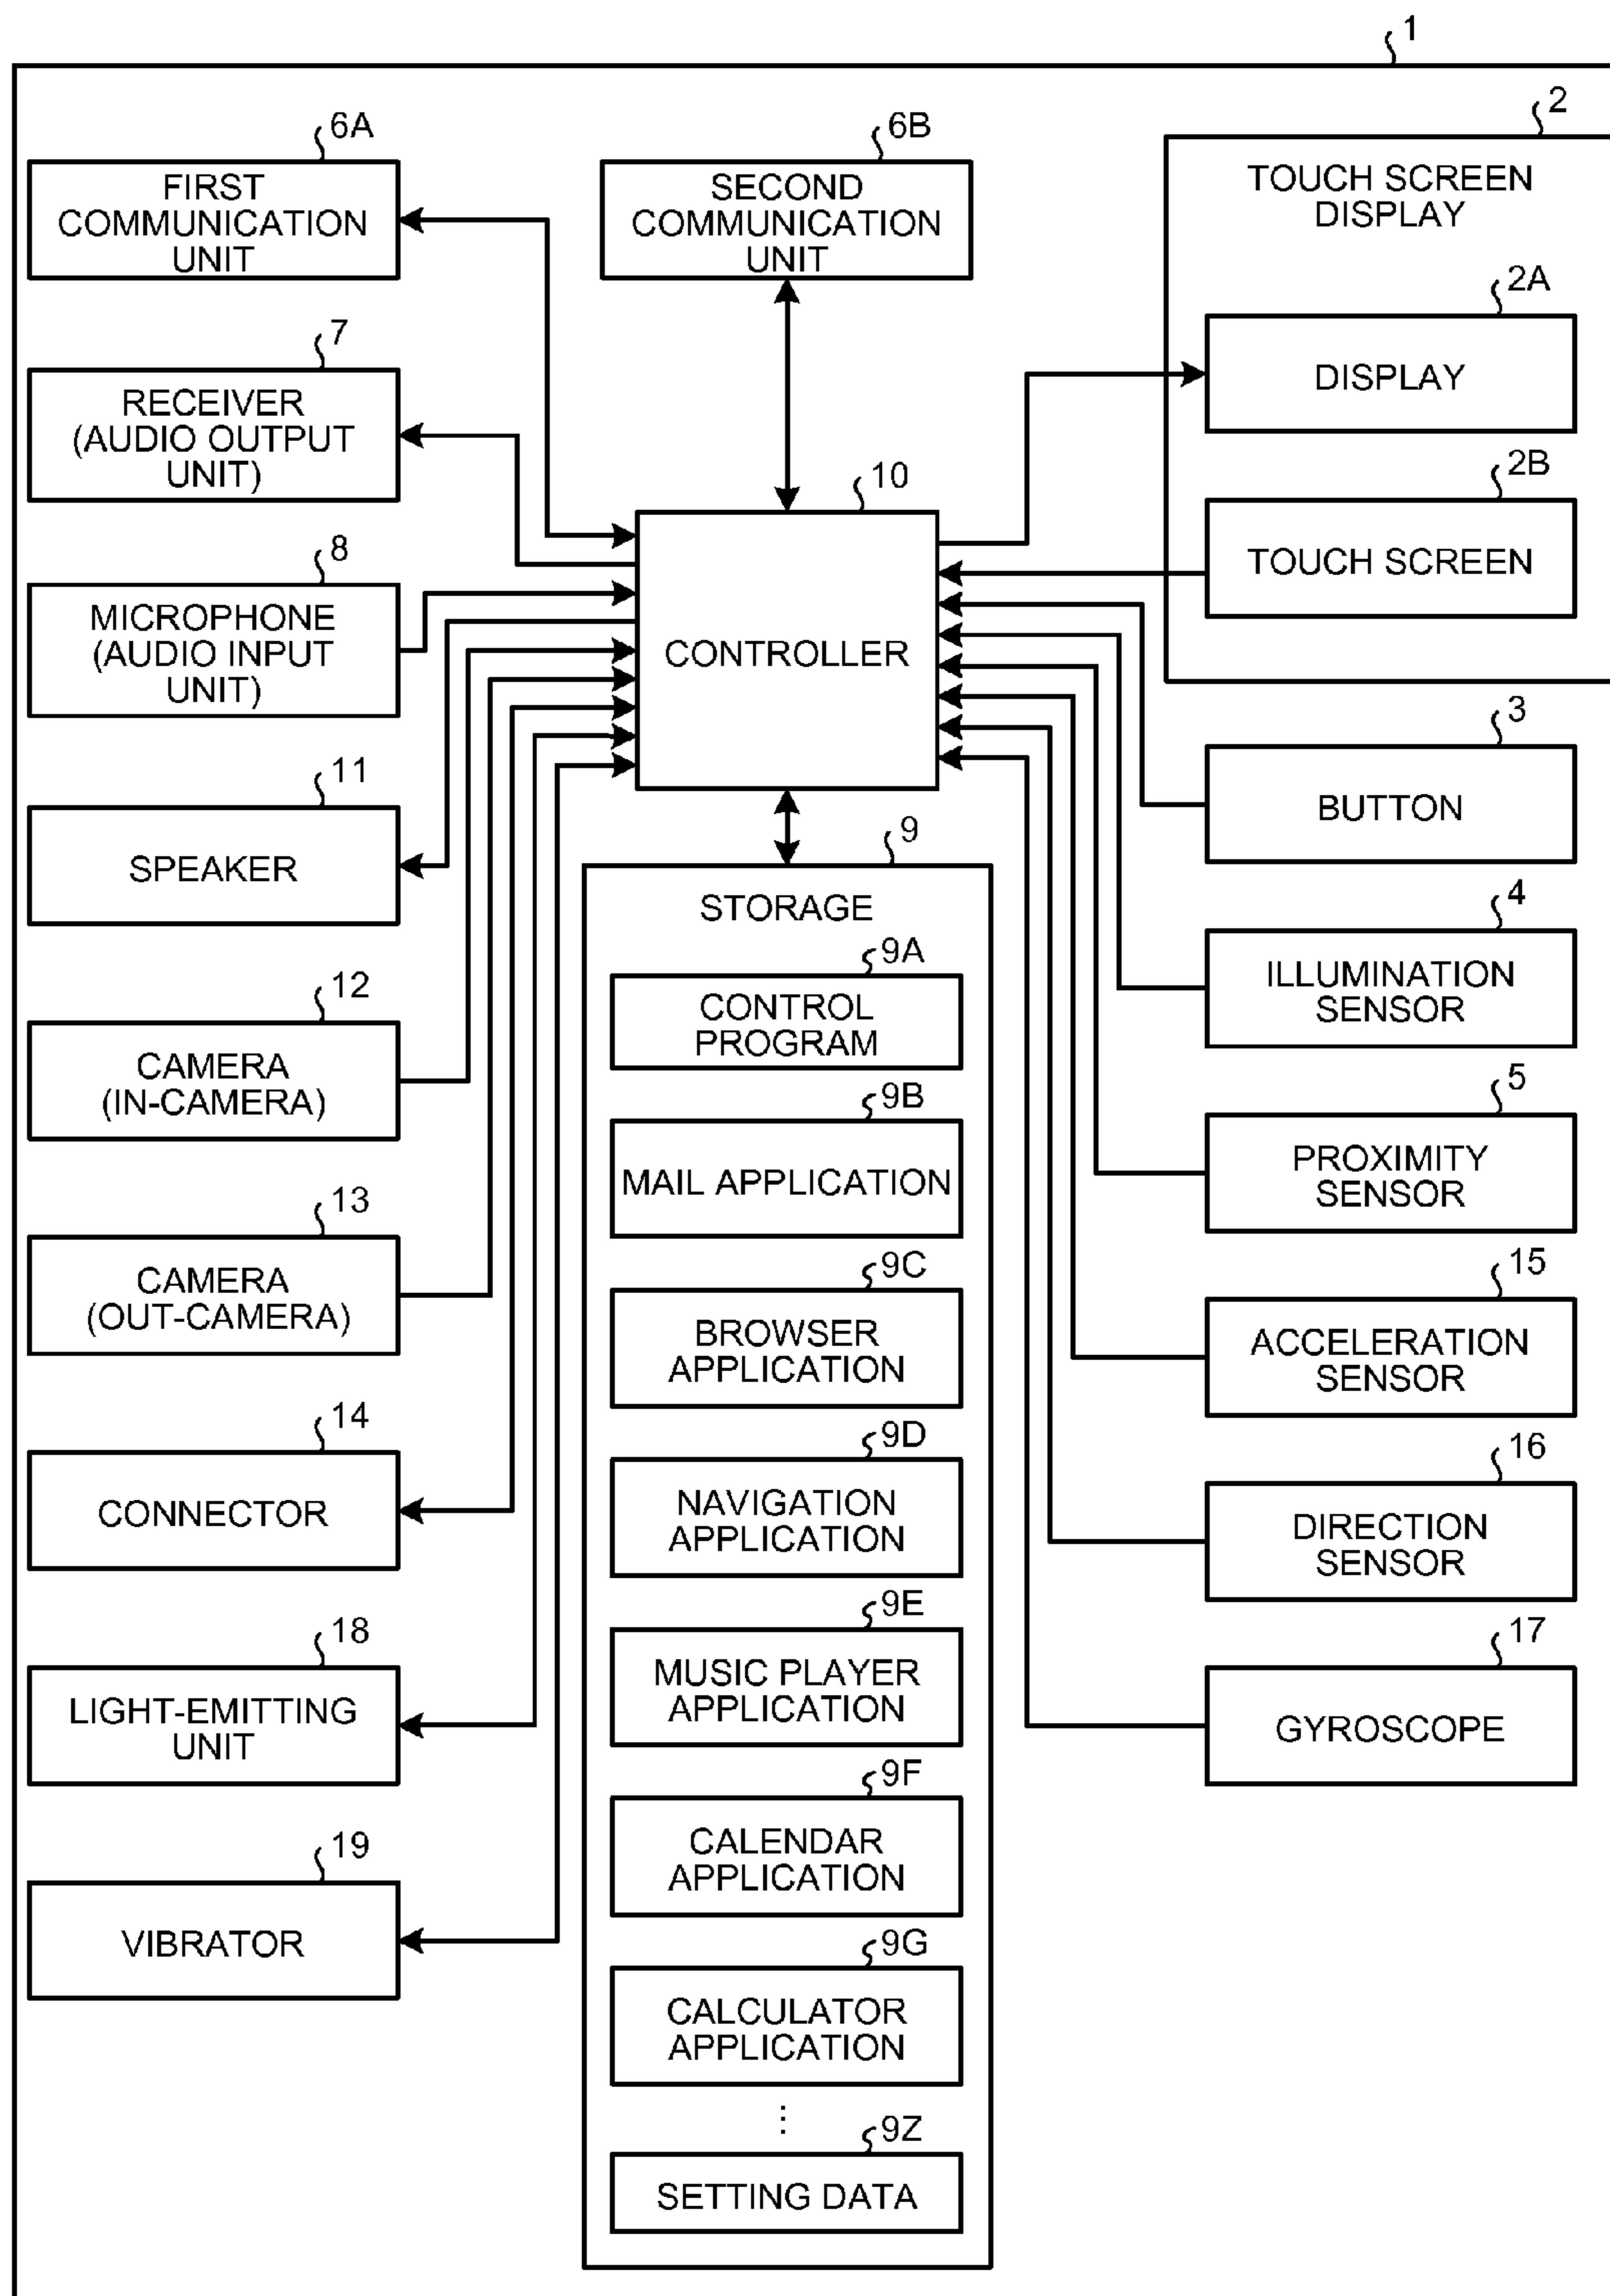 1
6A
FIRST
COMMUNICATION
UNIT
6B
SECOND
COMMUNICATION
UNIT
2
TOUCH SCREEN
DISPLAY
2A
DISPLAY
2B
TOUCH SCREEN
7
RECEIVER
(AUDIO OUTPUT
UNIT)
8
MICROPHONE
(AUDIO INPUT
UNIT)
10
CONTROLLER
3
BUTTON
11
SPEAKER
4
ILLUMINATION
SENSOR
12
CAMERA
(IN-CAMERA)
5
PROXIMITY
SENSOR
13
CAMERA
(OUT-CAMERA)
15
ACCELERATION
SENSOR
14
CONNECTOR
16
DIRECTION
SENSOR
18
LIGHT-EMITTING
UNIT
17
GYROSCOPE
19
VIBRATOR
9
STORAGE
9A
CONTROL
PROGRAM
9B
MAIL APPLICATION
9C
BROWSER
APPLICATION
9D
NAVIGATION
APPLICATION
9E
MUSIC PLAYER
APPLICATION
9F
CALENDAR
APPLICATION
9G
CALCULATOR
APPLICATION
⋮
9Z
SETTING DATA